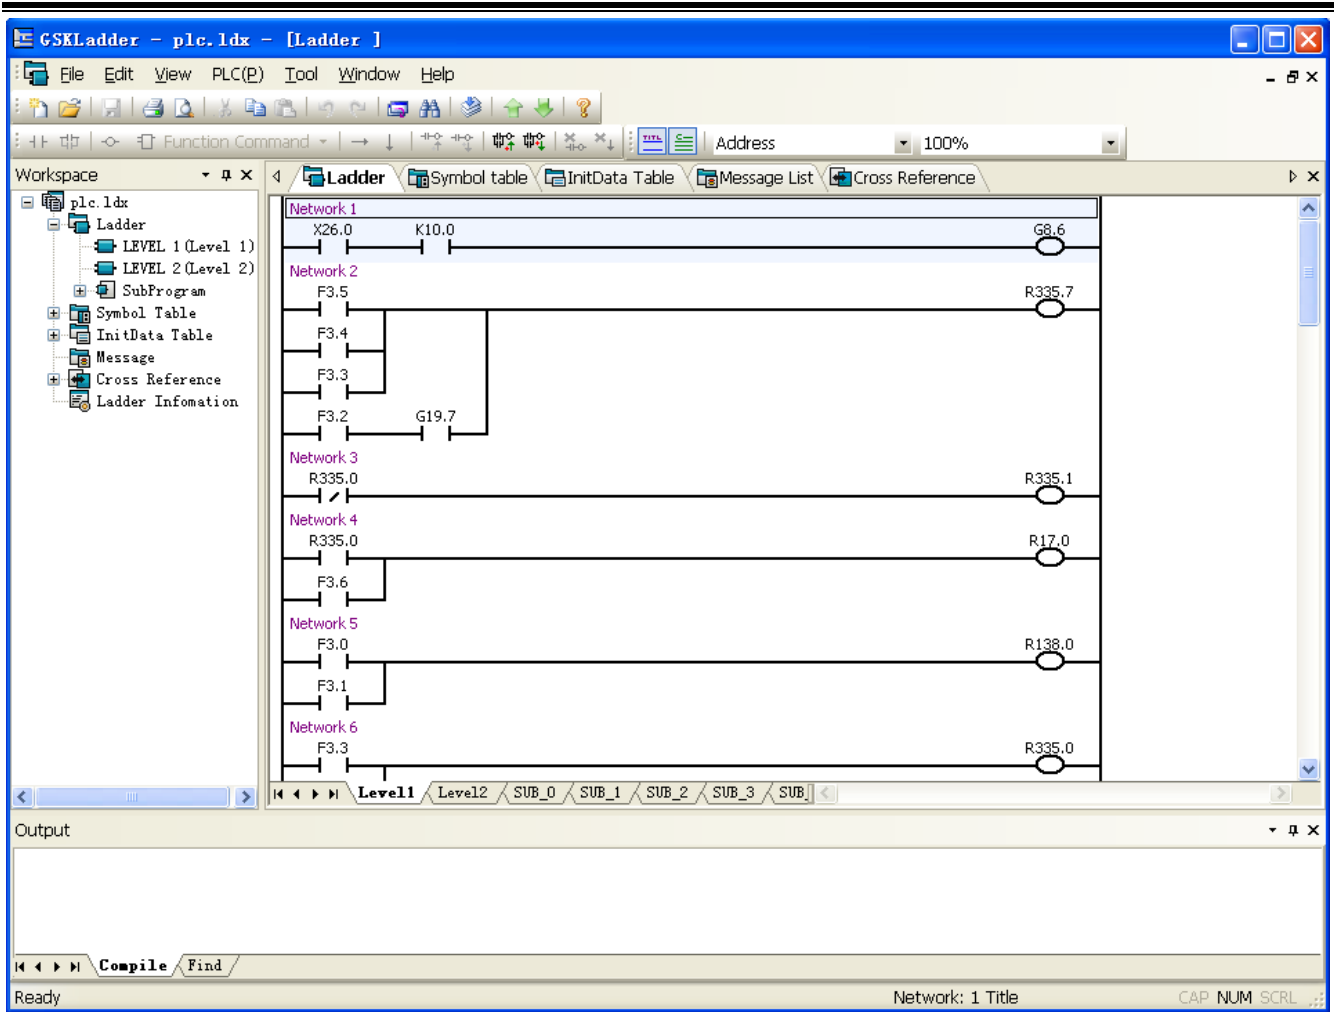 GSKLadder - plc.ldx - [Ladder ]
File Edit View PLC(P) Tool Window Help
Function Command
TITL
Address 100%
Workspace
Ladder Symbol table InitData Table Message List Cross Reference
plc.ldx
Ladder
LEVEL 1(Level 1)
LEVEL 2(Level 2)
SubProgram
Symbol Table
InitData Table
Message
Cross Reference
Ladder Infomation
Network 1
X26.0 K10.0 G8.6
Network 2
F3.5 R335.7
F3.4
F3.3
F3.2 G19.7
Network 3
R335.0 R335.1
Network 4
R335.0 R17.0
F3.6
Network 5
F3.0 R138.0
F3.1
Network 6
F3.3 R335.0
Level1 Level2 SUB_0 SUB_1 SUB_2 SUB_3 SUB
Output
Compile Find
Ready Network: 1 Title CAP NUM SCRL